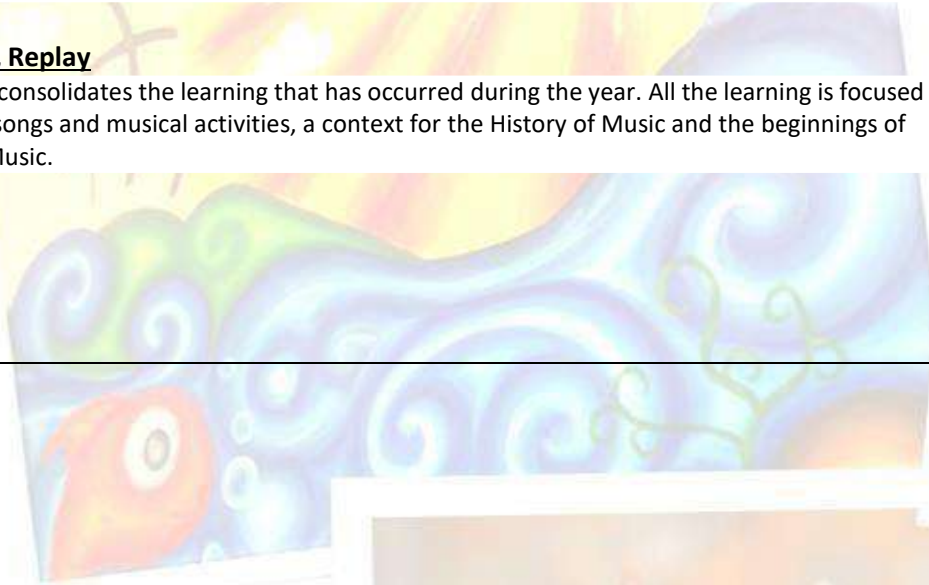 . Replay
consolidates the learning that has occurred during the year. All the learning is focused
songs and musical activities, a context for the History of Music and the beginnings of
Music.